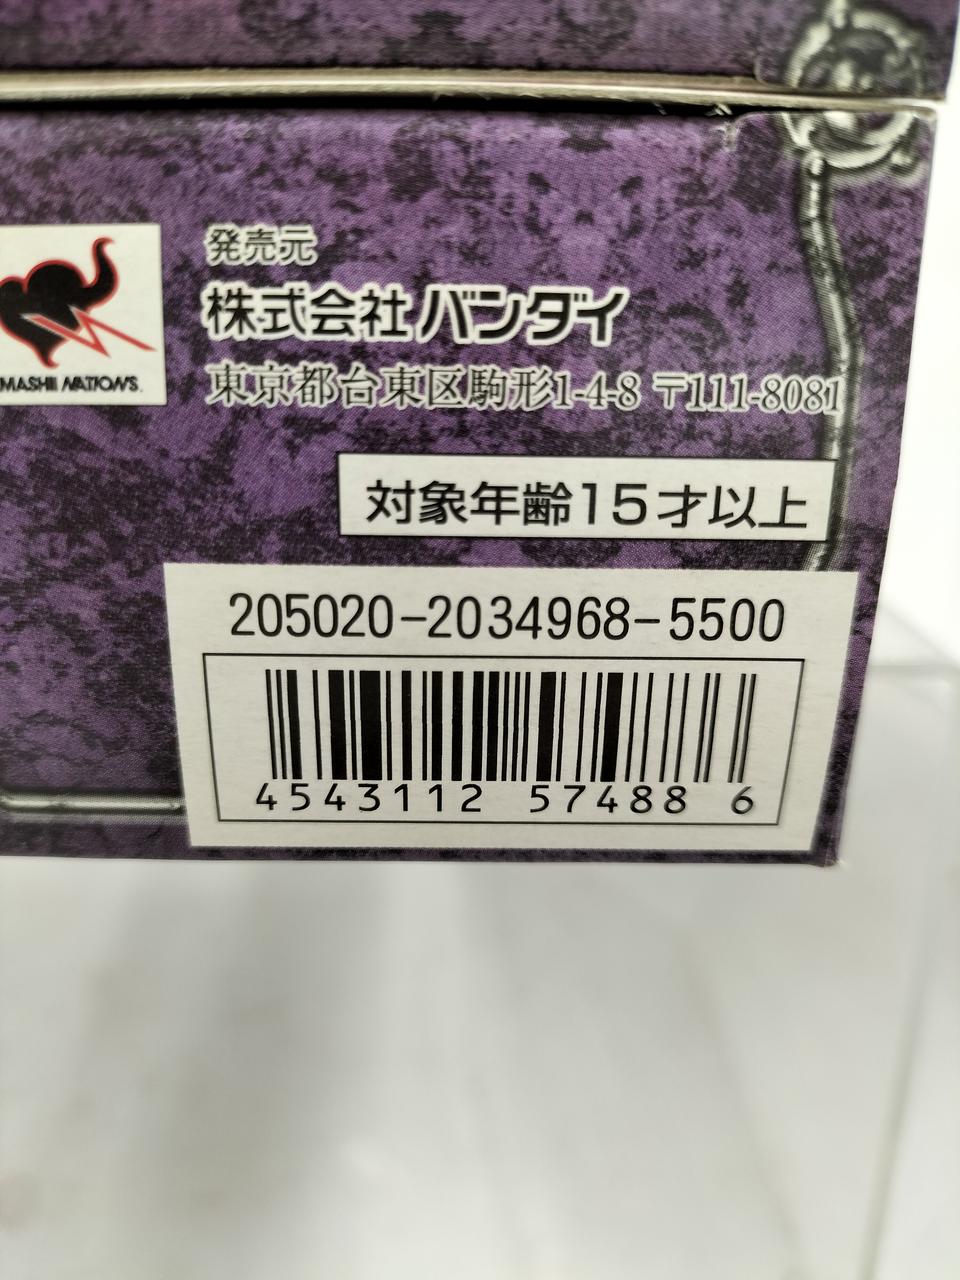 発売元
株式会社バンダイ
東京都台東区駒形1-4-8 〒111-8081
MASHII NATIONS.
対象年齢15才以上
205020-2034968-5500
4543112 57488 6